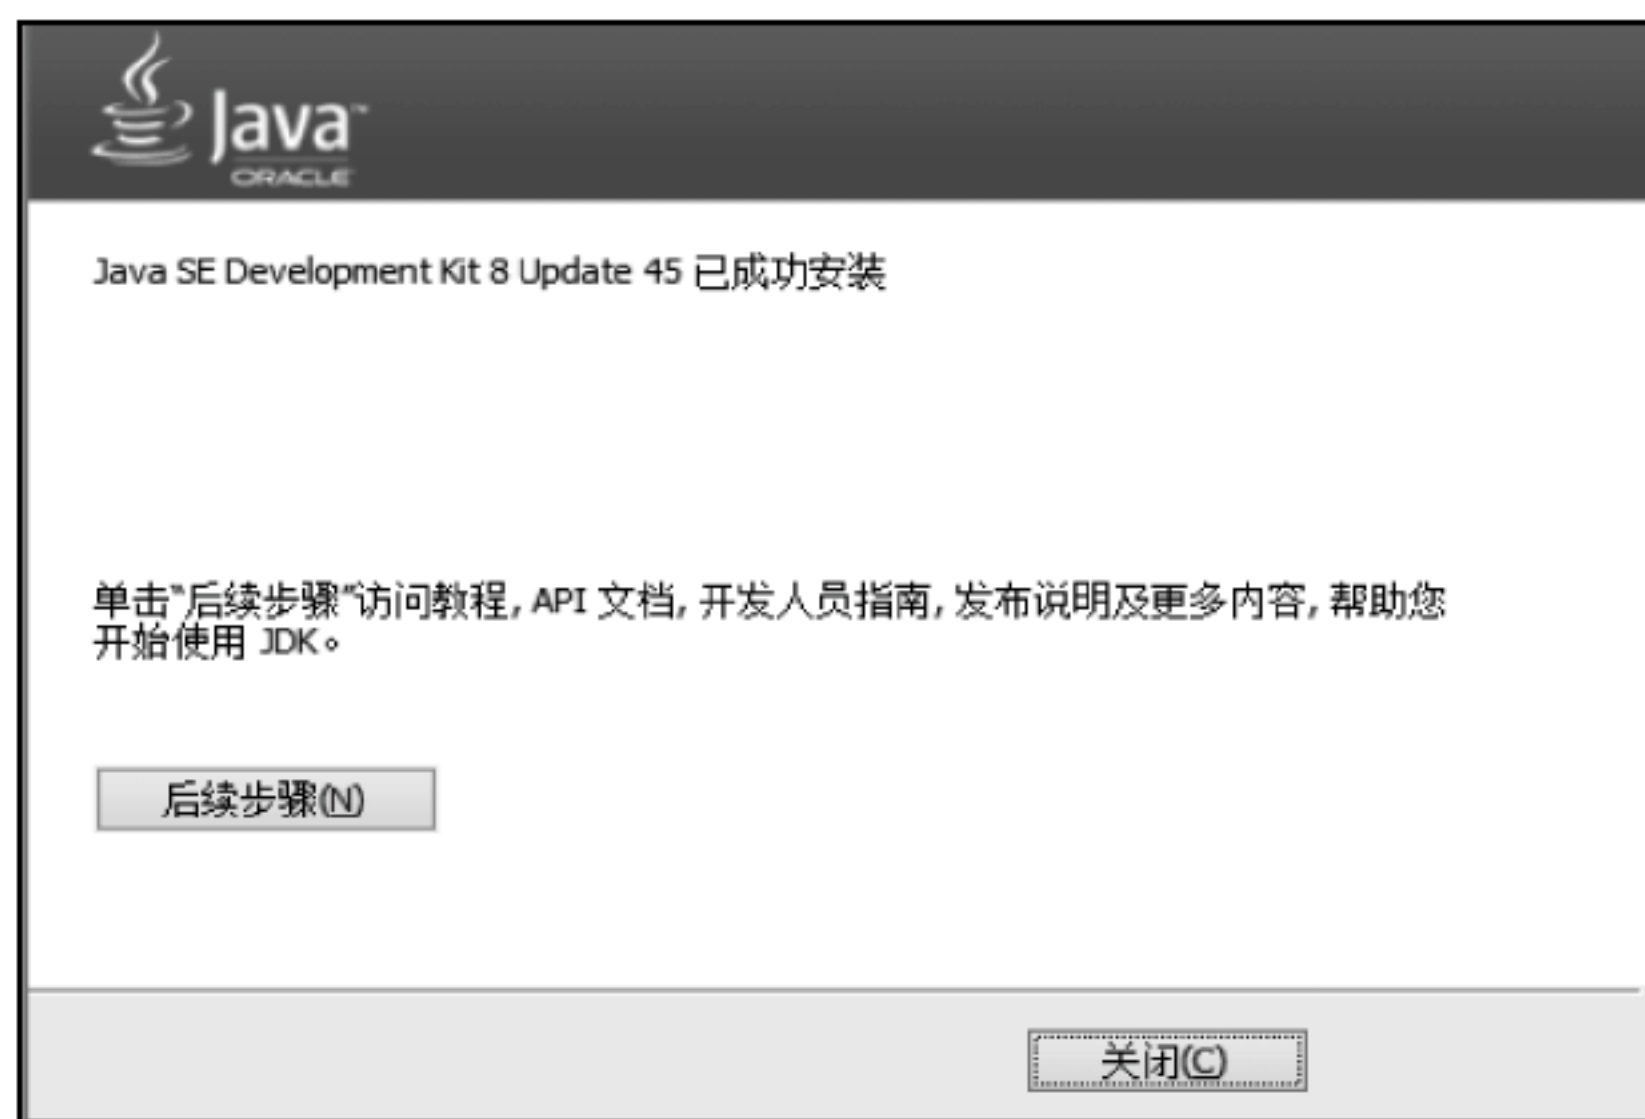 Java™
ORACLE
Java SE Development Kit 8 Update 45 已成功安装
单击“后续步骤”访问教程, API 文档, 开发人员指南, 发布说明及更多内容, 帮助您
开始使用 JDK。
后续步骤(N)
关闭(C)